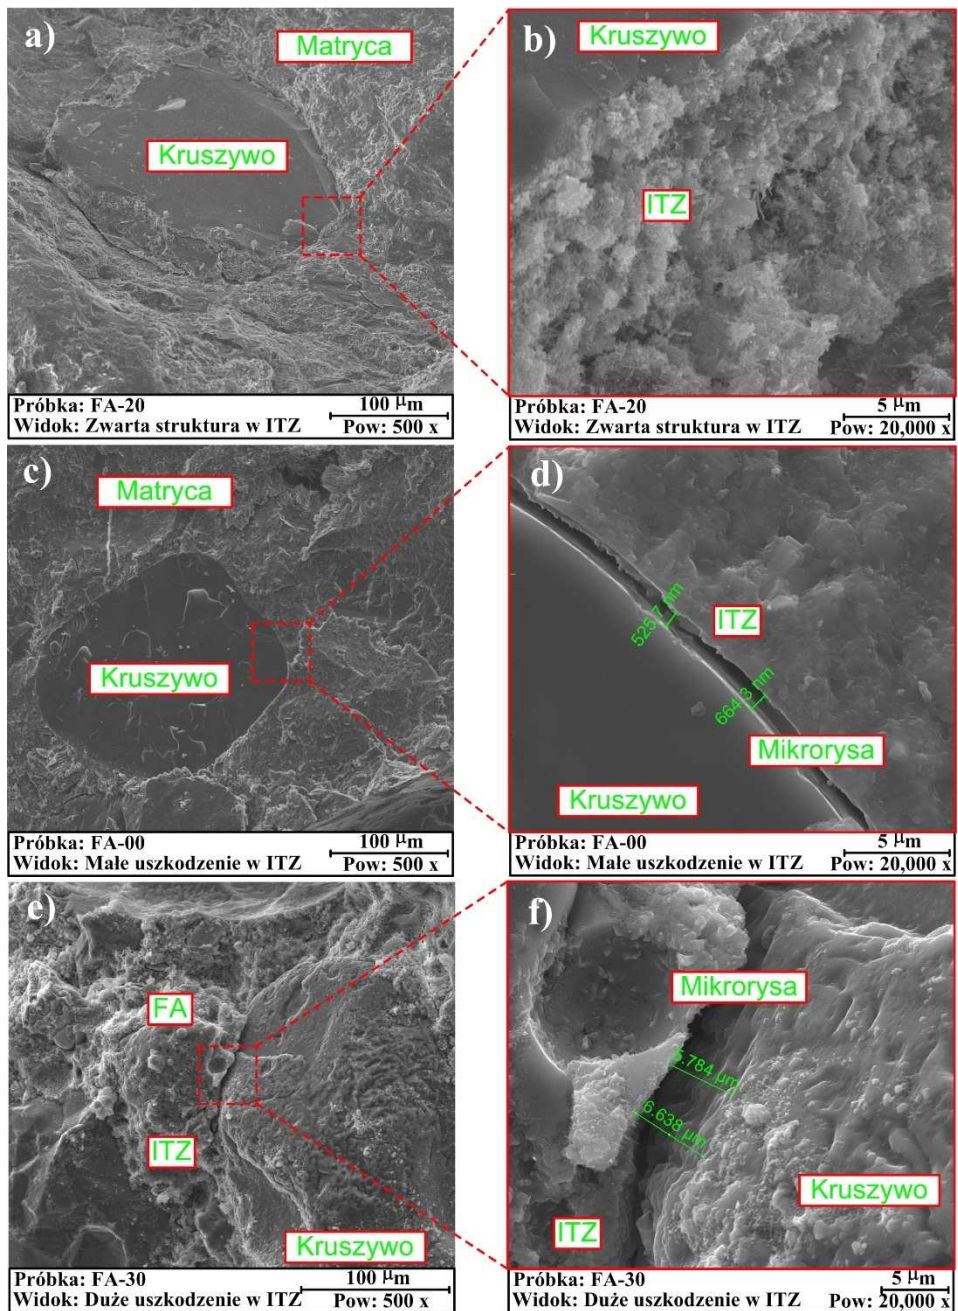 a)
Matryca
Kruszywo
Próbka: FA-20
Widok: Zwarta struktura w ITZ
100 µm
Pow: 500 x
b)
Kruszywo
ITZ
Próbka: FA-20
Widok: Zwarta struktura w ITZ
5 µm
Pow: 20,000 x
c)
Matryca
Kruszywo
Próbka: FA-00
Widok: Małe uszkodzenie w ITZ
100 µm
Pow: 500 x
d)
525.7 nm
ITZ
664.3 nm
Mikrorysa
Kruszywo
Próbka: FA-00
Widok: Małe uszkodzenie w ITZ
5 µm
Pow: 20,000 x
e)
FA
ITZ
Kruszywo
Próbka: FA-30
Widok: Duże uszkodzenie w ITZ
100 µm
Pow: 500 x
f)
Mikrorysa
5.784 µm
6.638 µm
Kruszywo
ITZ
Próbka: FA-30
Widok: Duże uszkodzenie w ITZ
5 µm
Pow: 20,000 x